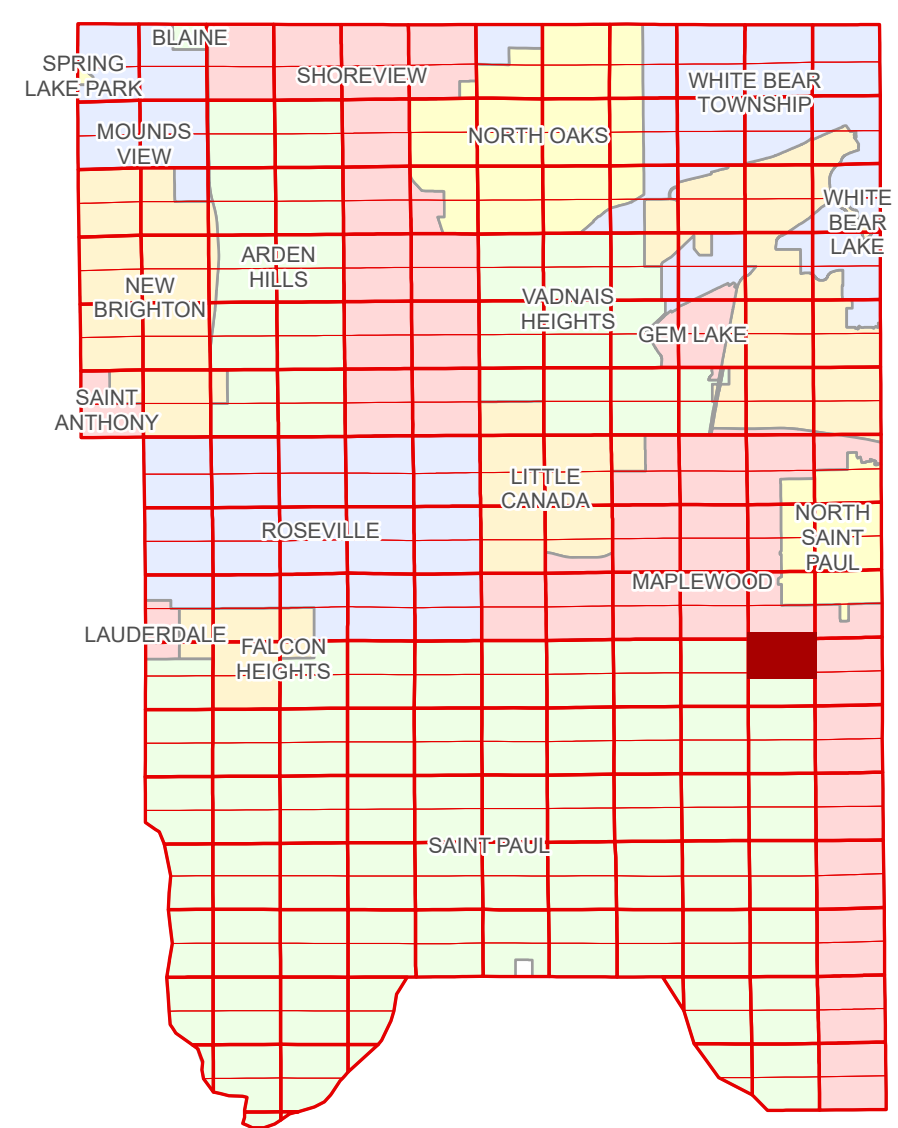 BLAINE
SPRING
LAKE PARK
SHOREVIEW
WHITE BEAR
TOWNSHIP
MOUNDS
VIEW
NORTH OAKS
WHITE
BEAR
LAKE
ARDEN
HILLS
NEW
BRIGHTON
VADNAIS
HEIGHTS
GEM LAKE
SAINT
ANTHONY
LITTLE
CANADA
NORTH
SAINT
PAUL
ROSEVILLE
MAPLEWOOD
LAUDERDALE
FALCON
HEIGHTS
SAINT PAUL